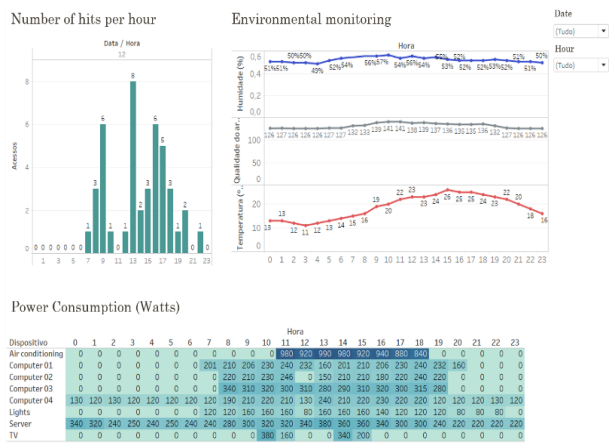 Number of hits per hour
Environmental monitoring
Date
(Tudo)
Hour
(Tudo)
Data / Hora
12
Acessos
8
6
4
2
0
0 0 0 0 0 0 1 3 6 1 0 1 8 2 3 6 5 3 1 2 0 1 0
1 3 5 7 9 11 13 15 17 19 21 23
Hora
Humidade (%)
0,6
0,4
0,2
0,0
51% 51% 50% 50% 49% 52% 54% 56% 57% 54% 56% 54% 55% 53% 52% 52% 52% 53% 52% 51% 51% 50%
Qualidade do ar..
100
50
0
126 127 126 126 126 127 127 132 133 139 141 141 138 139 137 136 135 135 136 132 127 126 126 126
Temperatura (°..
20
10
0
13 13 12 11 12 13 14 15 16 19 20 22 23 23 24 26 25 25 24 23 22 20 18 16
0 1 2 3 4 5 6 7 8 9 10 11 12 13 14 15 16 17 18 19 20 21 22 23
Power Consumption (Watts)
Hora
Dispositivo 0 1 2 3 4 5 6 7 8 9 10 11 12 13 14 15 16 17 18 19 20 21 22 23
Air conditioning 0 0 0 0 0 0 0 0 0 0 0 980 920 990 980 920 940 880 840 0 0 0 0 0
Computer 01 0 0 0 0 0 0 0 201 210 206 230 240 232 160 201 210 206 230 240 232 160 0 0 0
Computer 02 0 0 0 0 0 0 0 0 220 210 230 246 0 150 210 210 180 220 240 220 0 0 0 0
Computer 03 0 0 0 0 0 0 0 0 340 310 320 300 310 280 290 310 320 300 315 280 0 0 0 0
Computer 04 130 120 130 120 120 120 120 120 190 210 220 210 130 240 210 220 230 220 220 120 120 120 130 120
Lights 0 0 0 0 0 0 0 120 120 160 160 160 80 160 160 160 140 120 120 120 80 80 80 0
Server 340 320 240 250 240 250 240 240 280 300 320 320 340 380 360 360 340 300 300 240 220 220 220 220
TV 0 0 0 0 0 0 0 0 0 0 380 160 0 0 340 200 0 0 0 0 0 0 0 0